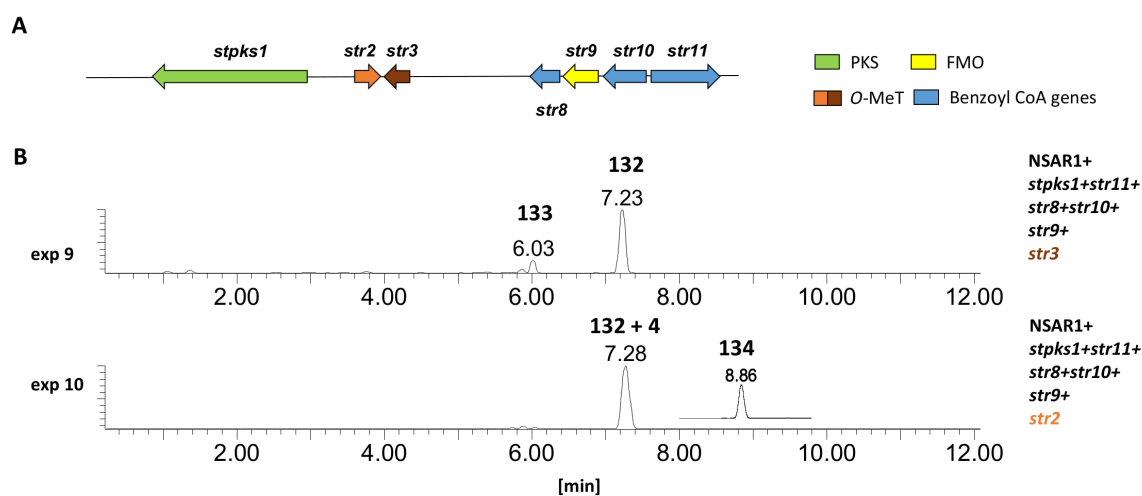 A
stpks1
str2
str3
str9
str10
str11
str8
PKS
FMO
O-MeT
Benzoyl CoA genes
B
exp 9
133
6.03
132
7.23
2.00
4.00
6.00
8.00
10.00
12.00
NSAR1+
stpks1+str11+
str8+str10+
str9+
str3
exp 10
132 + 4
7.28
134
8.86
2.00
4.00
6.00
8.00
10.00
12.00
[min]
NSAR1+
stpks1+str11+
str8+str10+
str9+
str2